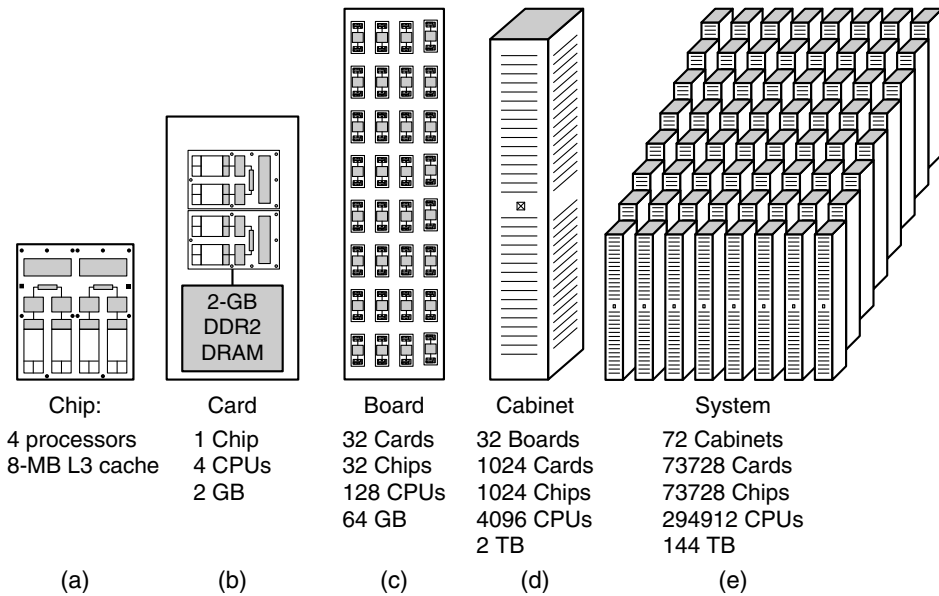 2-GB
DDR2
DRAM
Chip:
4 processors
8-MB L3 cache
(a)
Card
1 Chip
4 CPUs
2 GB
(b)
Board
32 Cards
32 Chips
128 CPUs
64 GB
(c)
Cabinet
32 Boards
1024 Cards
1024 Chips
4096 CPUs
2 TB
(d)
System
72 Cabinets
73728 Cards
73728 Chips
294912 CPUs
144 TB
(e)